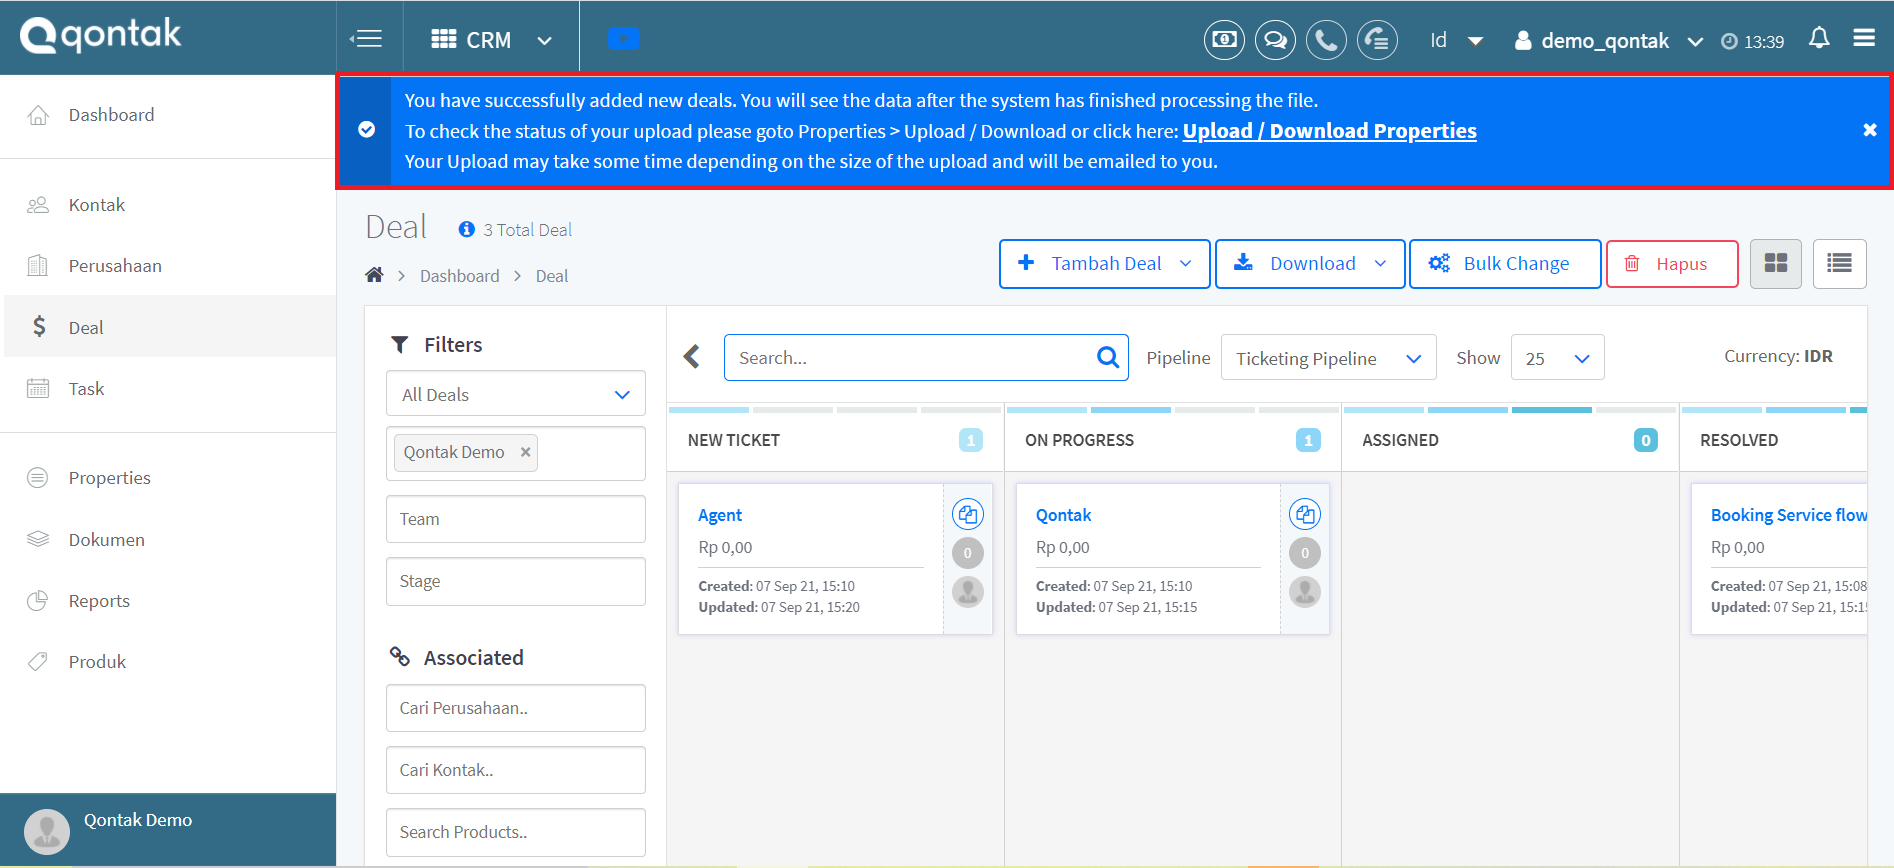 qontak
CRM
Id
demo_qontak
13:39
You have successfully added new deals. You will see the data after the system has finished processing the file.
To check the status of your upload please goto Properties > Upload / Download or click here: Upload / Download Properties
Your Upload may take some time depending on the size of the upload and will be emailed to you.
Dashboard
Kontak
Perusahaan
Deal
Task
Properties
Dokumen
Reports
Produk
Qontak Demo
Deal
3 Total Deal
Dashboard > Deal
Tambah Deal
Download
Bulk Change
Hapus
Filters
All Deals
Qontak Demo ×
Team
Stage
Associated
Cari Perusahaan..
Cari Kontak..
Search Products..
Search...
Pipeline
Ticketing Pipeline
Show
25
Currency: IDR
NEW TICKET 1
Agent
Rp 0,00
0
Created: 07 Sep 21, 15:10
Updated: 07 Sep 21, 15:20
ON PROGRESS 1
Qontak
Rp 0,00
0
Created: 07 Sep 21, 15:10
Updated: 07 Sep 21, 15:15
ASSIGNED 0
RESOLVED
Booking Service flow
Rp 0,00
Created: 07 Sep 21, 15:08
Updated: 07 Sep 21, 15:15